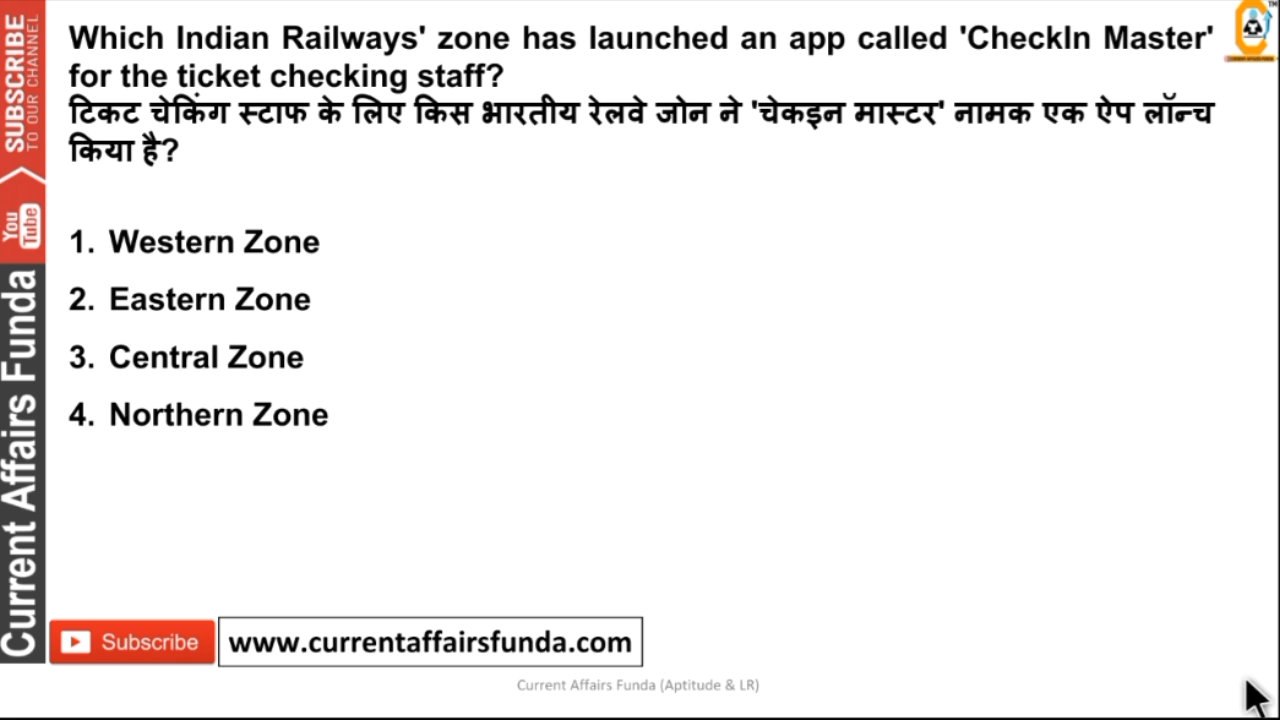 Which Indian Railways' zone has launched an app called 'CheckIn Master'
for the ticket checking staff?
टिकट चेकिंग स्टाफ के लिए किस भारतीय रेलवे जोन ने 'चेकइन मास्टर' नामक एक ऐप लॉन्च
किया है?
1. Western Zone
2. Eastern Zone
3. Central Zone
4. Northern Zone
SUBSCRIBE
TO OUR CHANNEL
You
Tube
Current Affairs Funda
Subscribe
www.currentaffairsfunda.com
Current Affairs Funda (Aptitude & LR)